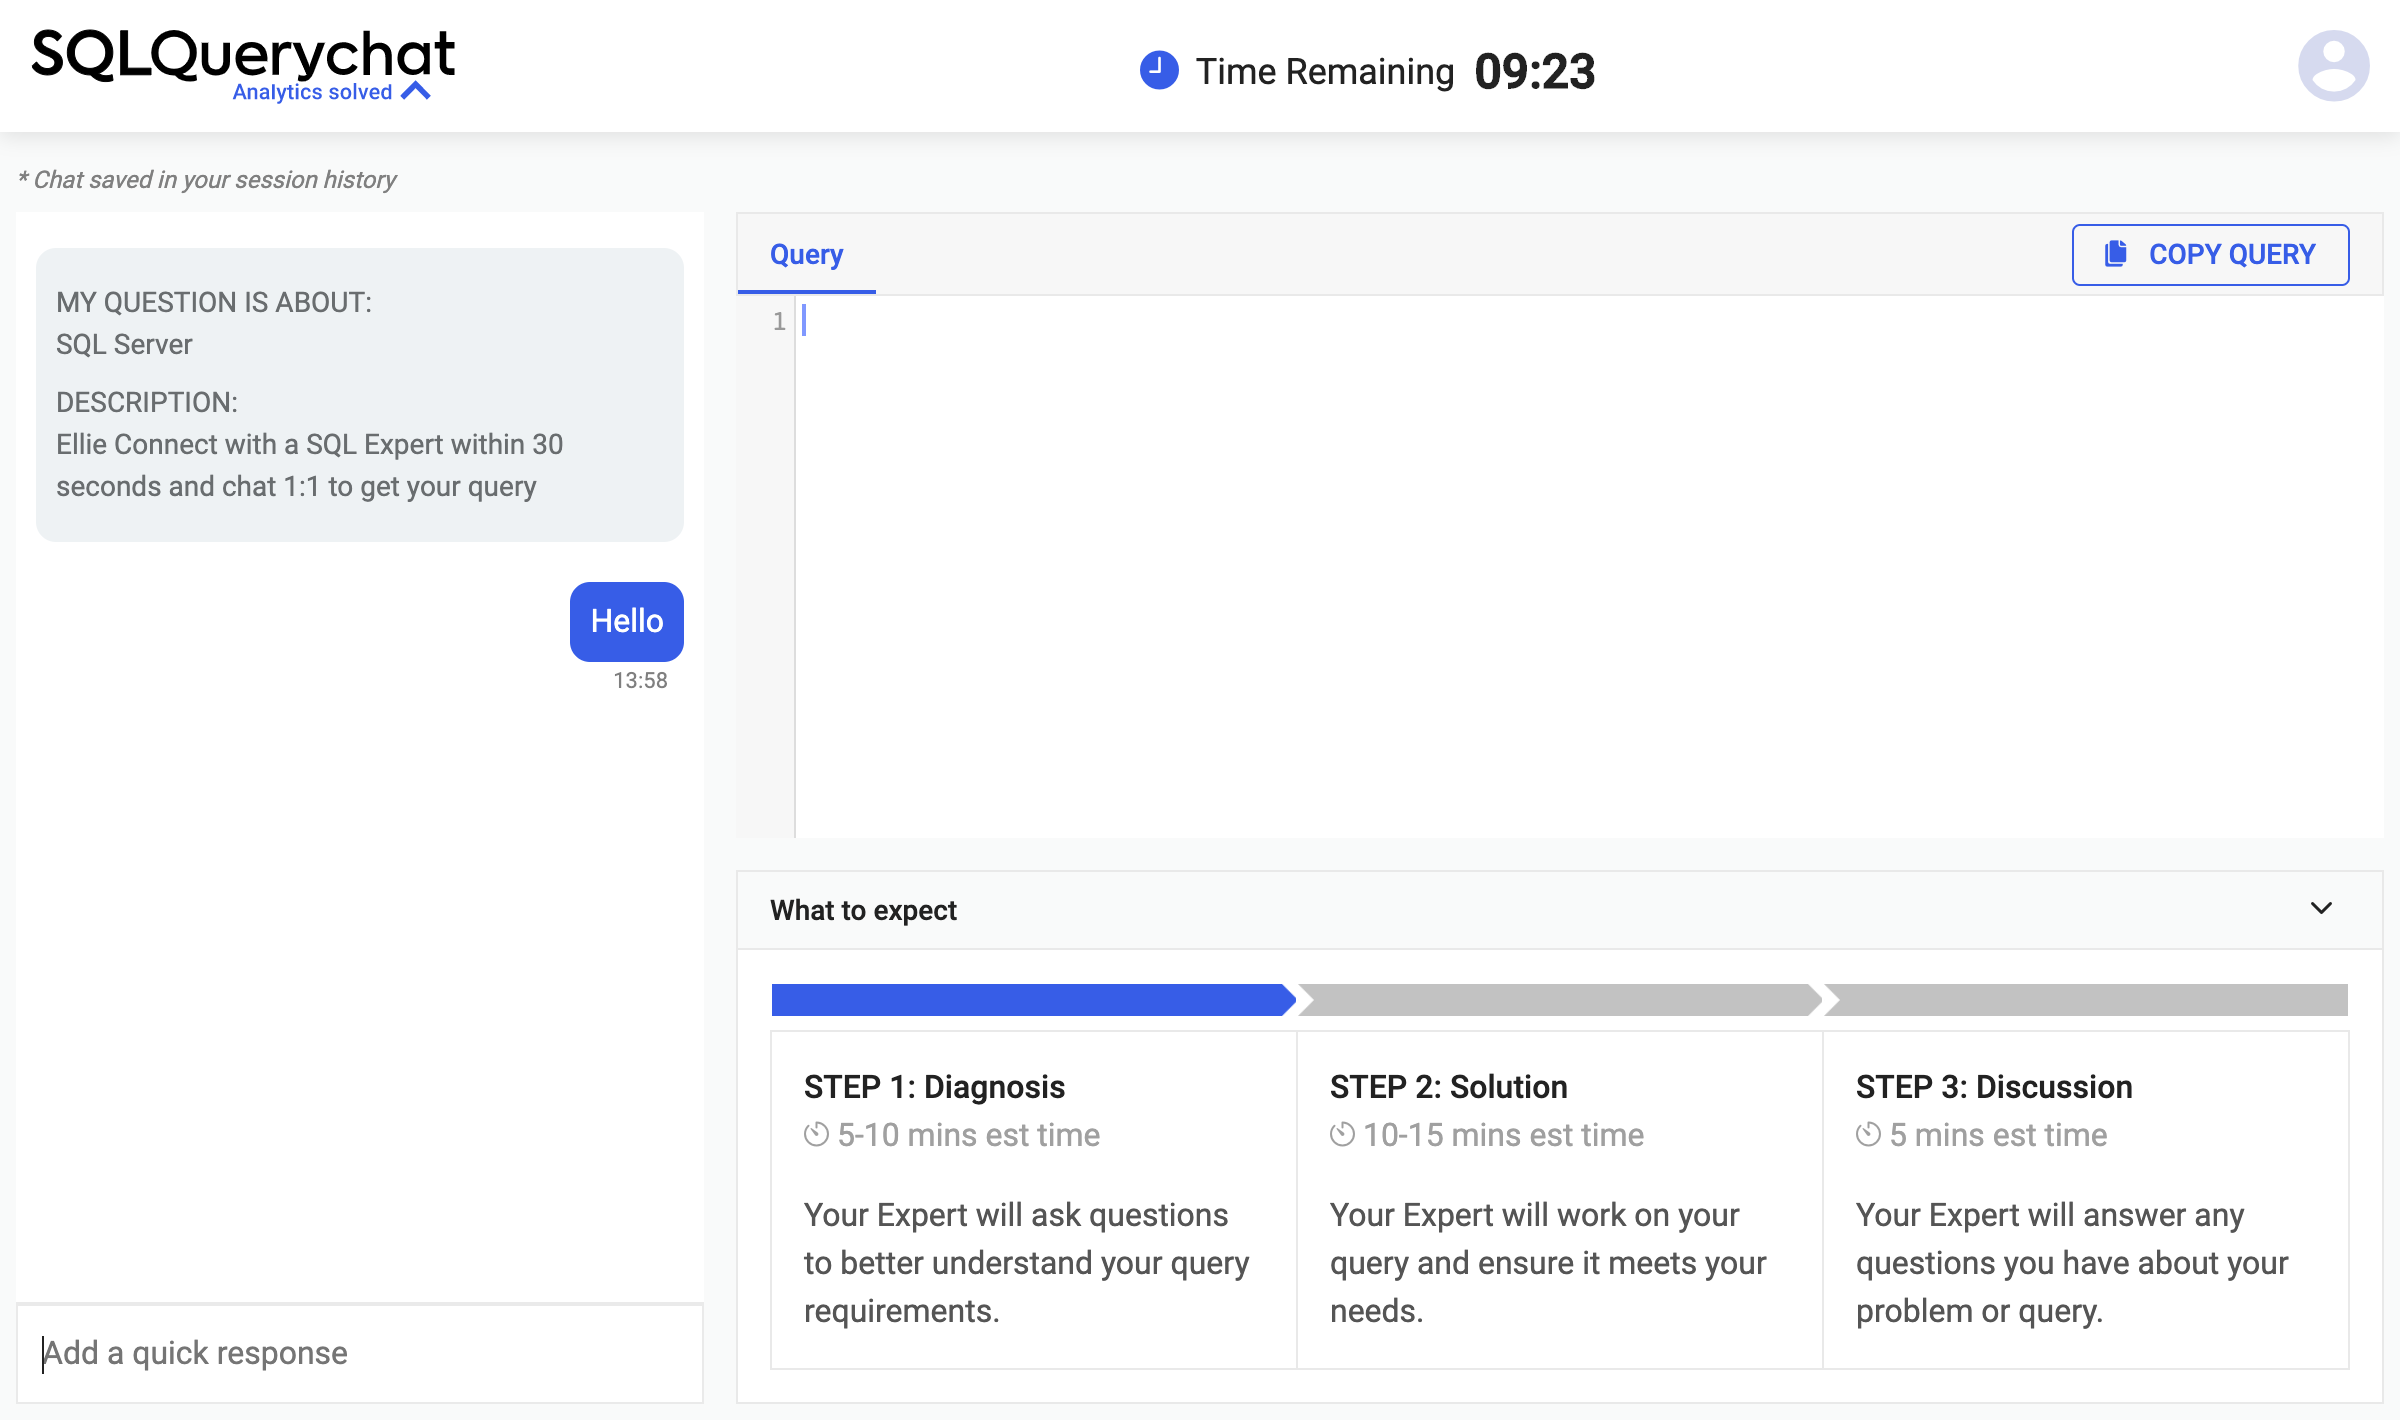 SQLQuerychat
Analytics solved
Time Remaining 09:23
* Chat saved in your session history
MY QUESTION IS ABOUT:
SQL Server
DESCRIPTION:
Ellie Connect with a SQL Expert within 30
seconds and chat 1:1 to get your query
Hello
13:58
Add a quick response
Query
COPY QUERY
1
What to expect
STEP 1: Diagnosis
5-10 mins est time
Your Expert will ask questions
to better understand your query
requirements.
STEP 2: Solution
10-15 mins est time
Your Expert will work on your
query and ensure it meets your
needs.
STEP 3: Discussion
5 mins est time
Your Expert will answer any
questions you have about your
problem or query.